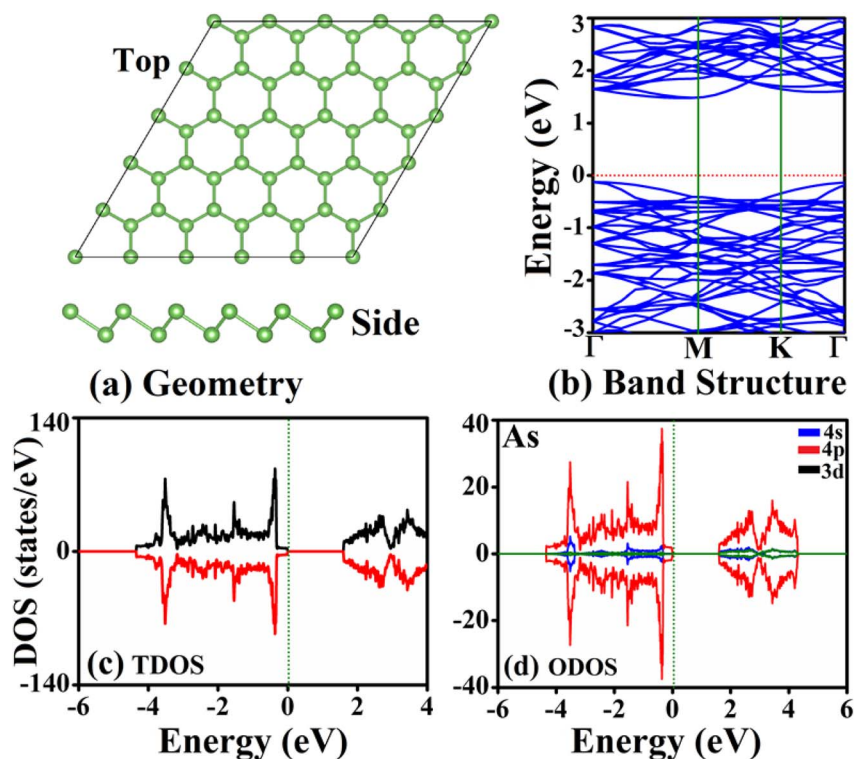 Top
Side
(a) Geometry
Energy (eV)
3
2
1
0
-1
-2
-3
Γ M K Γ
(b) Band Structure
DOS (states/eV)
140
0
-140
(c) TDOS
-6 -4 -2 0 2 4
Energy (eV)
As
4s
4p
3d
40
20
0
-20
-40
(d) ODOS
-6 -4 -2 0 2 4 6
Energy (eV)